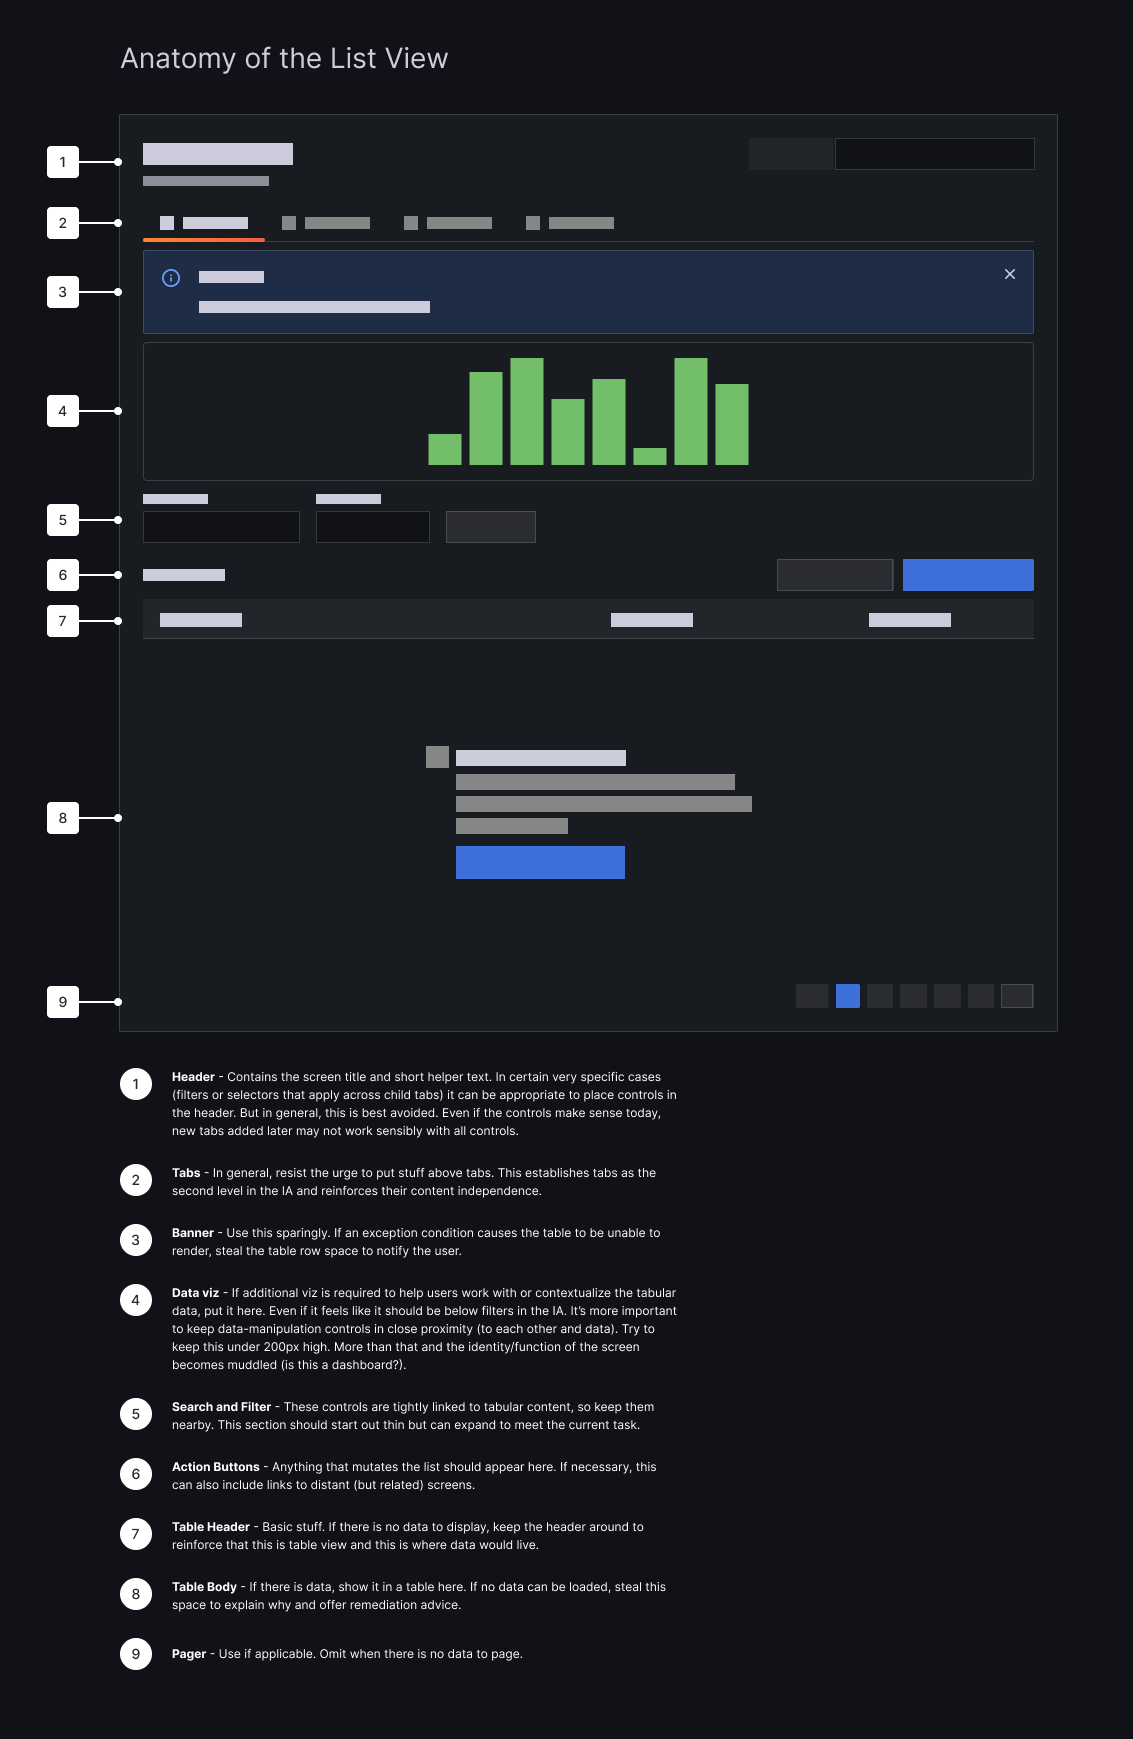 Anatomy of the List View
1
2
3
4
5
6
7
8
9
1
Header - Contains the screen title and short helper text. In certain very specific cases
(filters or selectors that apply across child tabs) it can be appropriate to place controls in
the header. But in general, this is best avoided. Even if the controls make sense today,
new tabs added later may not work sensibly with all controls.
2
Tabs - In general, resist the urge to put stuff above tabs. This establishes tabs as the
second level in the IA and reinforces their content independence.
3
Banner - Use this sparingly. If an exception condition causes the table to be unable to
render, steal the table row space to notify the user.
4
Data viz - If additional viz is required to help users work with or contextualize the tabular
data, put it here. Even if it feels like it should be below filters in the IA. It’s more important
to keep data-manipulation controls in close proximity (to each other and data). Try to
keep this under 200px high. More than that and the identity/function of the screen
becomes muddled (is this a dashboard?).
5
Search and Filter - These controls are tightly linked to tabular content, so keep them
nearby. This section should start out thin but can expand to meet the current task.
6
Action Buttons - Anything that mutates the list should appear here. If necessary, this
can also include links to distant (but related) screens.
7
Table Header - Basic stuff. If there is no data to display, keep the header around to
reinforce that this is table view and this is where data would live.
8
Table Body - If there is data, show it in a table here. If no data can be loaded, steal this
space to explain why and offer remediation advice.
9
Pager - Use if applicable. Omit when there is no data to page.